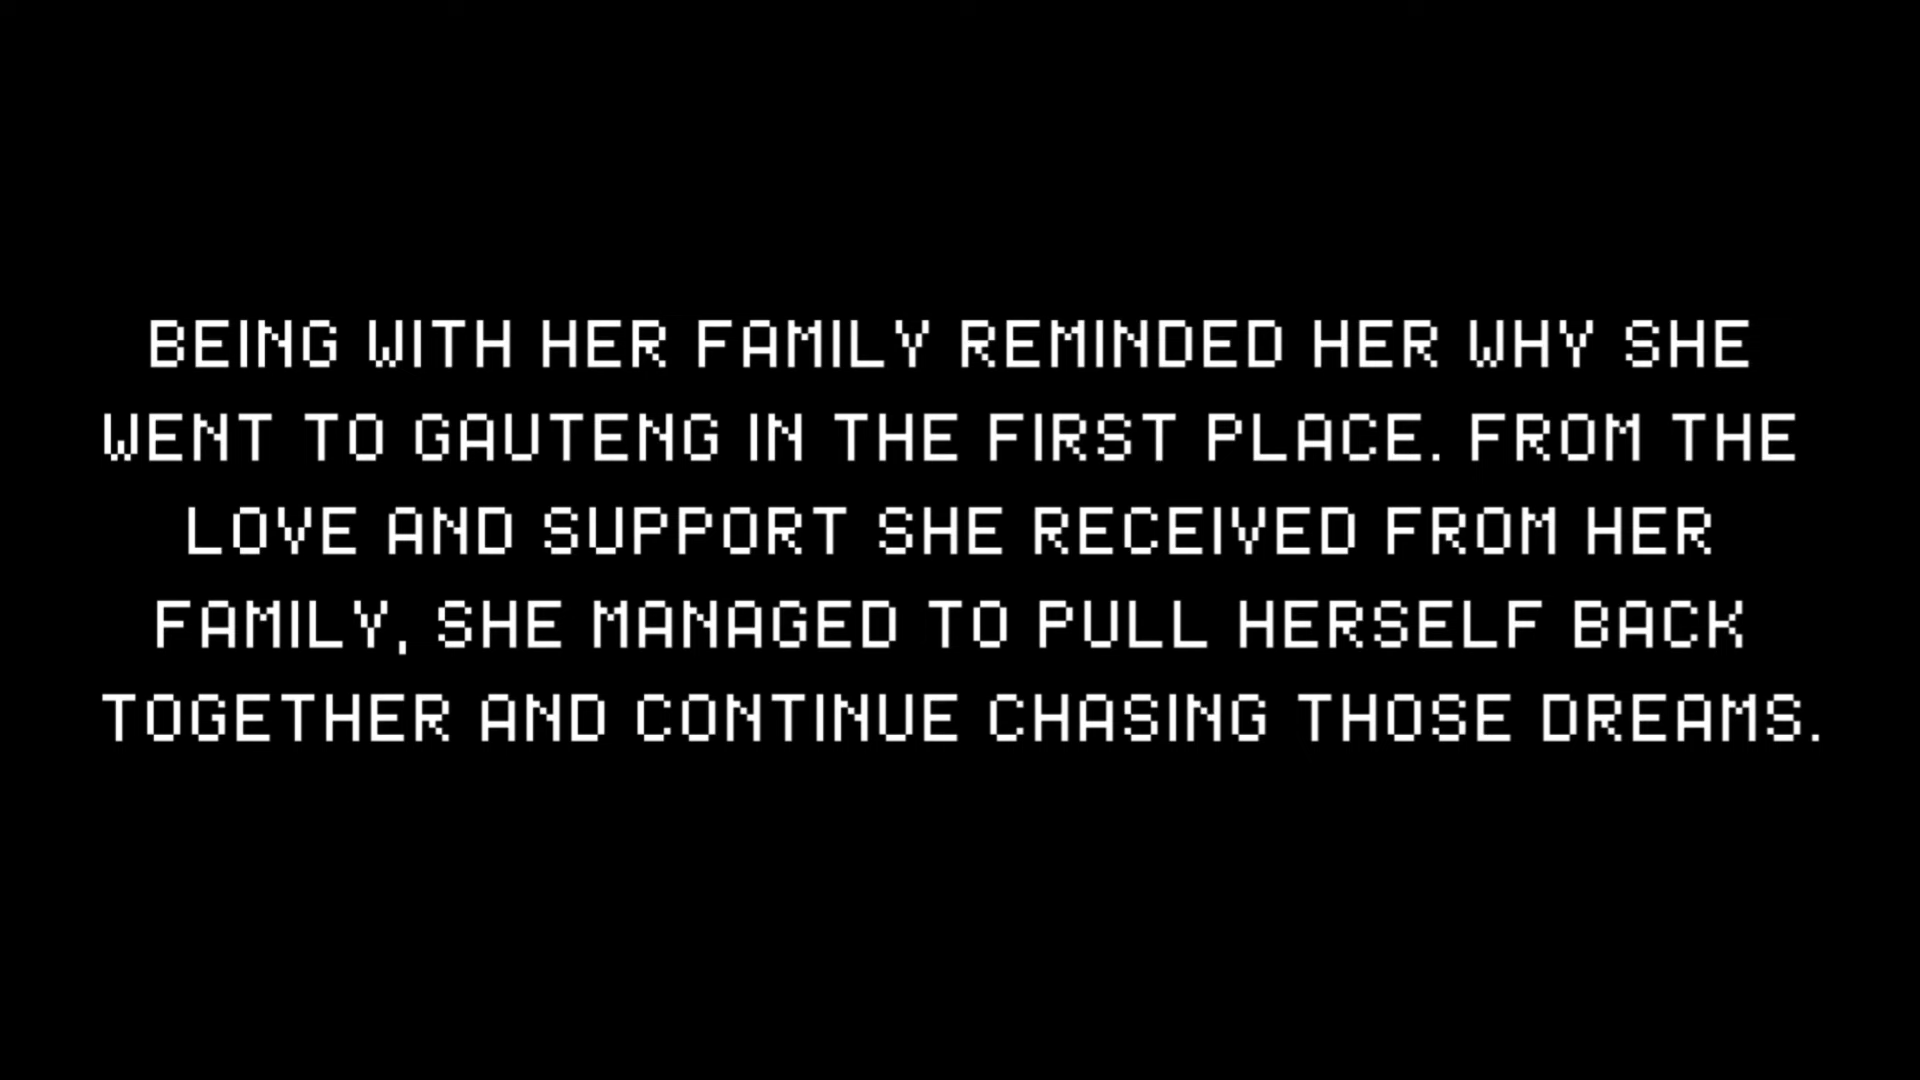 BEING WITH HER FAMILY REMINDED HER WHY SHE
WENT TO GAUTENG IN THE FIRST PLACE. FROM THE
LOVE AND SUPPORT SHE RECEIVED FROM HER
FAMILY, SHE MANAGED TO PULL HERSELF BACK
TOGETHER AND CONTINUE CHASING THOSE DREAMS.